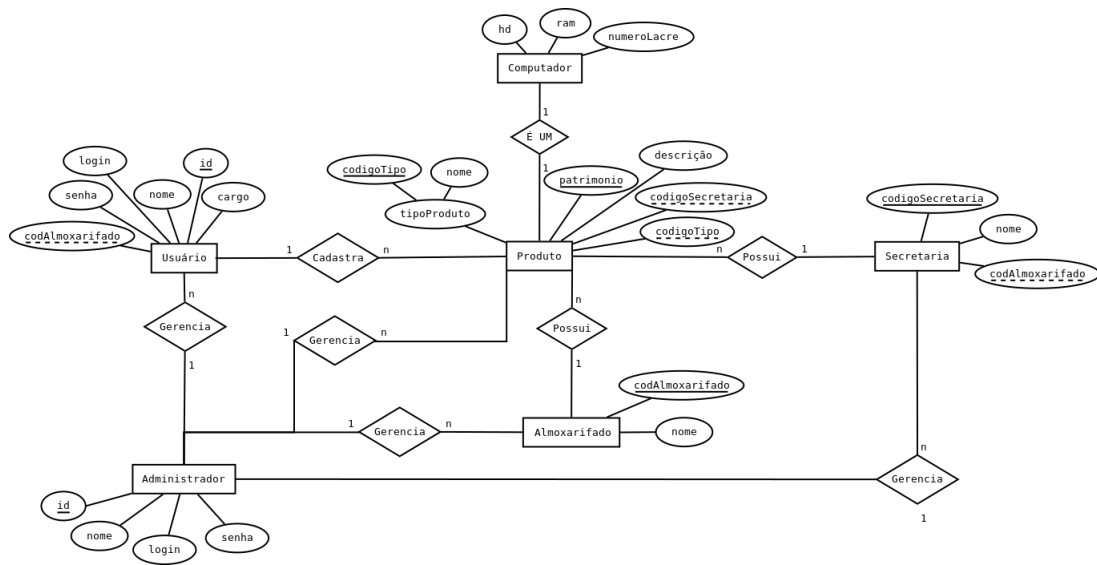 hd
ram
numeroLacre
Computador
1
É UM
1
login
id
senha
nome
cargo
codAlmoxarifado
Usuário
codigoTipo
nome
tipoProduto
patrimonio
descrição
codigoSecretaria
codigoTipo
codigoSecretaria
nome
codAlmoxarifado
1
Cadastra
n
Produto
n
Possui
1
Secretaria
n
Gerencia
1
1
Gerencia
n
n
Possui
1
codAlmoxarifado
1
Gerencia
n
Almoxarifado
nome
n
Gerencia
1
Administrador
id
nome
login
senha